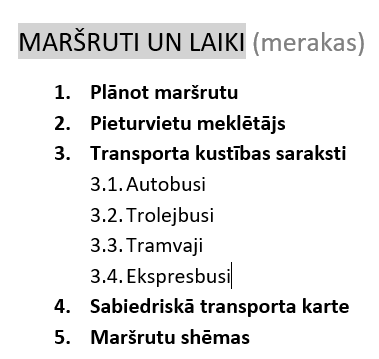 MARŠRUTI UN LAIKI (merakas)
1. Plānot maršrutu
2. Pieturvietu meklētājs
3. Transporta kustības saraksti
3.1. Autobusi
3.2. Trolejbusi
3.3. Tramvaji
3.4. Ekspresbusi
4. Sabiedriskā transporta karte
5. Maršrutu shēmas